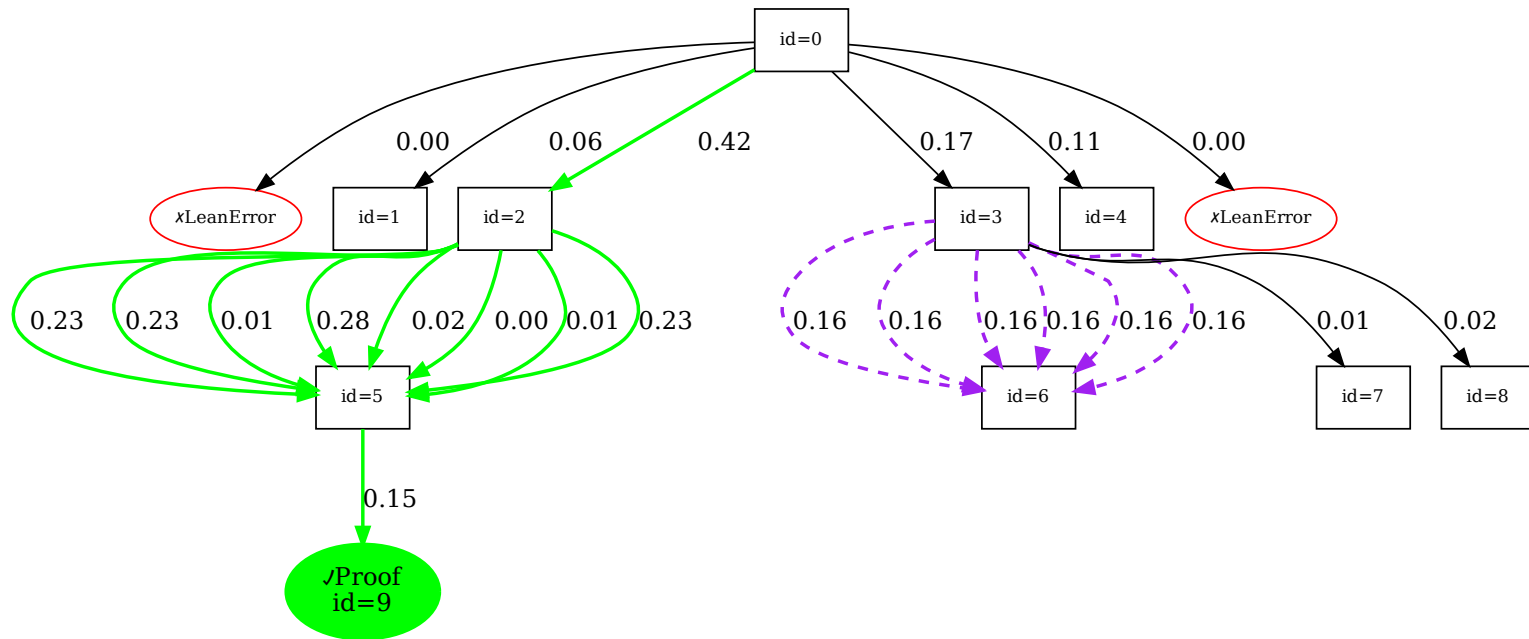 id=0
0.00
0.06
0.42
0.17
0.11
0.00
✗LeanError
id=1
id=2
id=3
id=4
✗LeanError
0.23
0.23
0.01
0.28
0.02
0.00
0.01
0.23
0.16
0.16
0.16
0.16
0.16
0.16
0.01
0.02
id=5
id=6
id=7
id=8
0.15
✓Proof
id=9